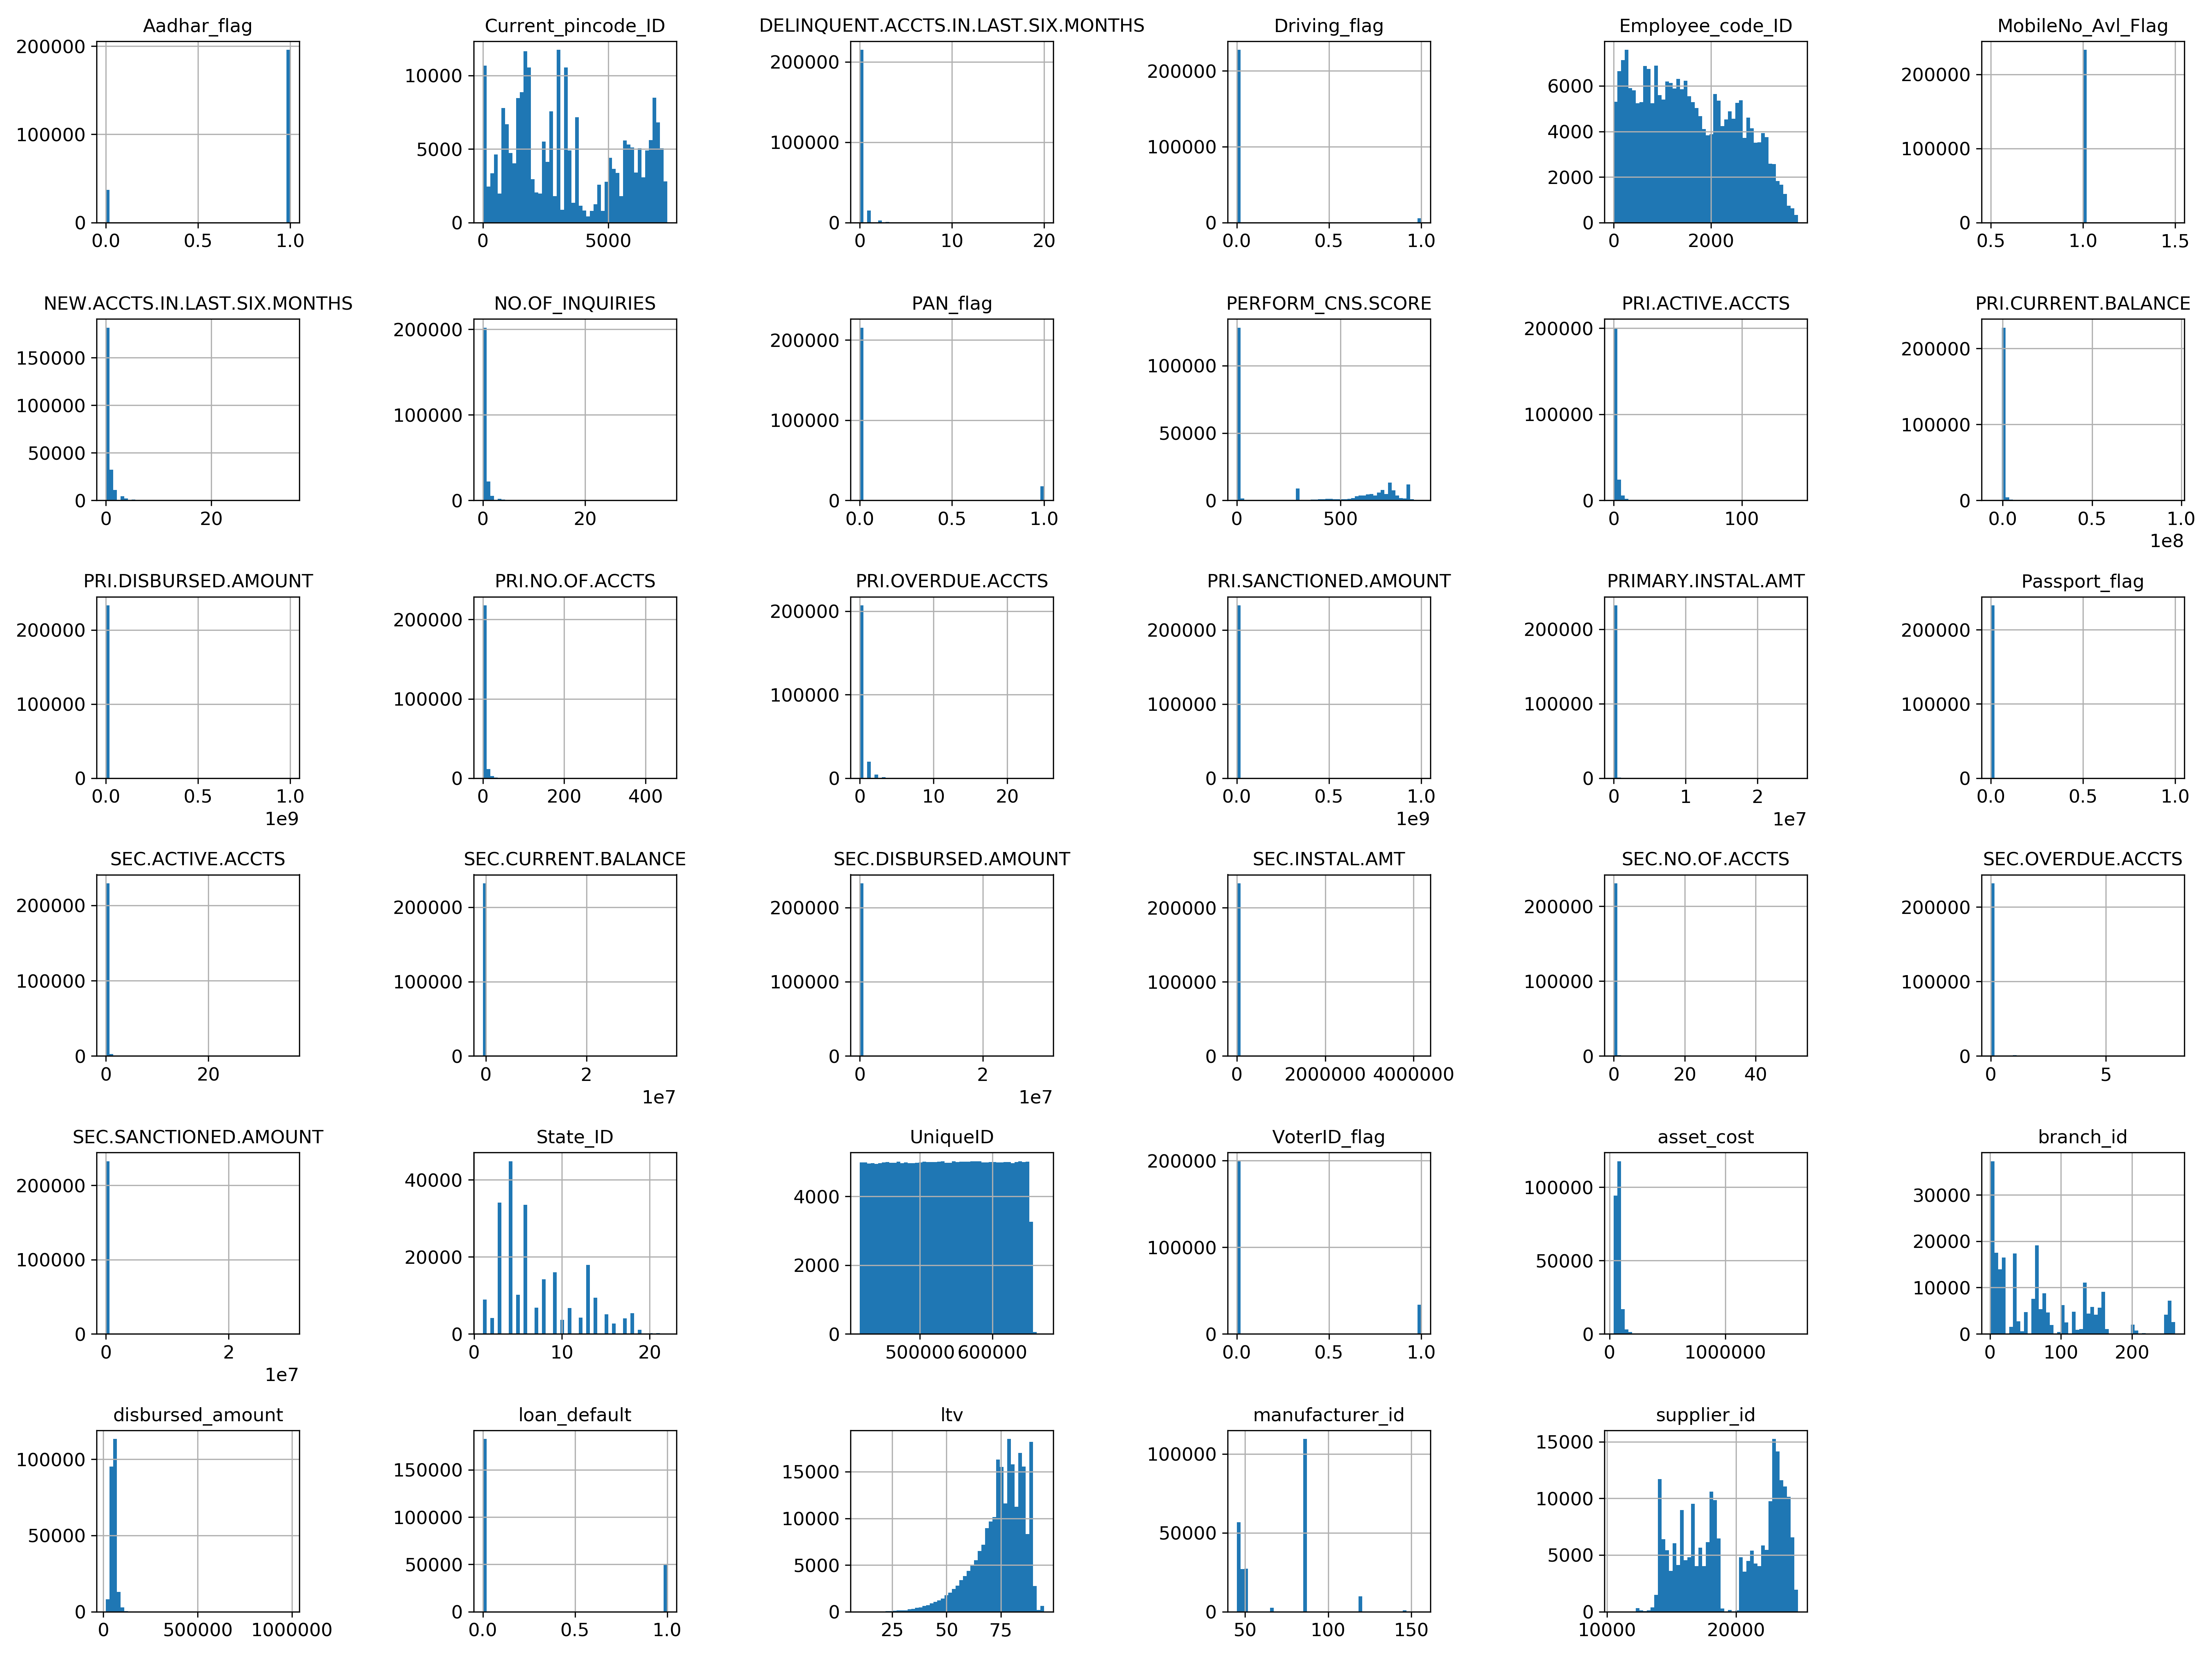 Aadhar_flag
200000
100000
0
0.0 0.5 1.0
Current_pincode_ID
10000
5000
0
0 5000
DELINQUENT.ACCTS.IN.LAST.SIX.MONTHS
200000
100000
0
0 10 20
Driving_flag
200000
100000
0
0.0 0.5 1.0
Employee_code_ID
6000
4000
2000
0
0 2000
MobileNo_Avl_Flag
200000
100000
0
0.5 1.0 1.5
NEW.ACCTS.IN.LAST.SIX.MONTHS
150000
100000
50000
0
0 20
NO.OF_INQUIRIES
200000
100000
0
0 20
PAN_flag
200000
100000
0
0.0 0.5 1.0
PERFORM_CNS.SCORE
100000
50000
0
0 500
PRI.ACTIVE.ACCTS
200000
100000
0
0 100
PRI.CURRENT.BALANCE
200000
100000
0
0.0 0.5 1.0
1e8
PRI.DISBURSED.AMOUNT
200000
100000
0
0.0 0.5 1.0
1e9
PRI.NO.OF.ACCTS
200000
100000
0
0 200 400
PRI.OVERDUE.ACCTS
200000
100000
0
0 10 20
PRI.SANCTIONED.AMOUNT
200000
100000
0
0.0 0.5 1.0
1e9
PRIMARY.INSTAL.AMT
200000
100000
0
0 1 2
1e7
Passport_flag
200000
100000
0
0.0 0.5 1.0
SEC.ACTIVE.ACCTS
200000
100000
0
0 20
SEC.CURRENT.BALANCE
200000
100000
0
0 2
1e7
SEC.DISBURSED.AMOUNT
200000
100000
0
0 2
1e7
SEC.INSTAL.AMT
200000
100000
0
0 2000000 4000000
SEC.NO.OF.ACCTS
200000
100000
0
0 20 40
SEC.OVERDUE.ACCTS
200000
100000
0
0 5
SEC.SANCTIONED.AMOUNT
200000
100000
0
0 2
1e7
State_ID
40000
20000
0
0 10 20
UniqueID
4000
2000
0
500000 600000
VoterID_flag
200000
100000
0
0.0 0.5 1.0
asset_cost
100000
50000
0
0 1000000
branch_id
30000
20000
10000
0
0 100 200
disbursed_amount
100000
50000
0
0 500000 1000000
loan_default
150000
100000
50000
0
0.0 0.5 1.0
ltv
15000
10000
5000
0
25 50 75
manufacturer_id
100000
50000
0
50 100 150
supplier_id
15000
10000
5000
0
10000 20000